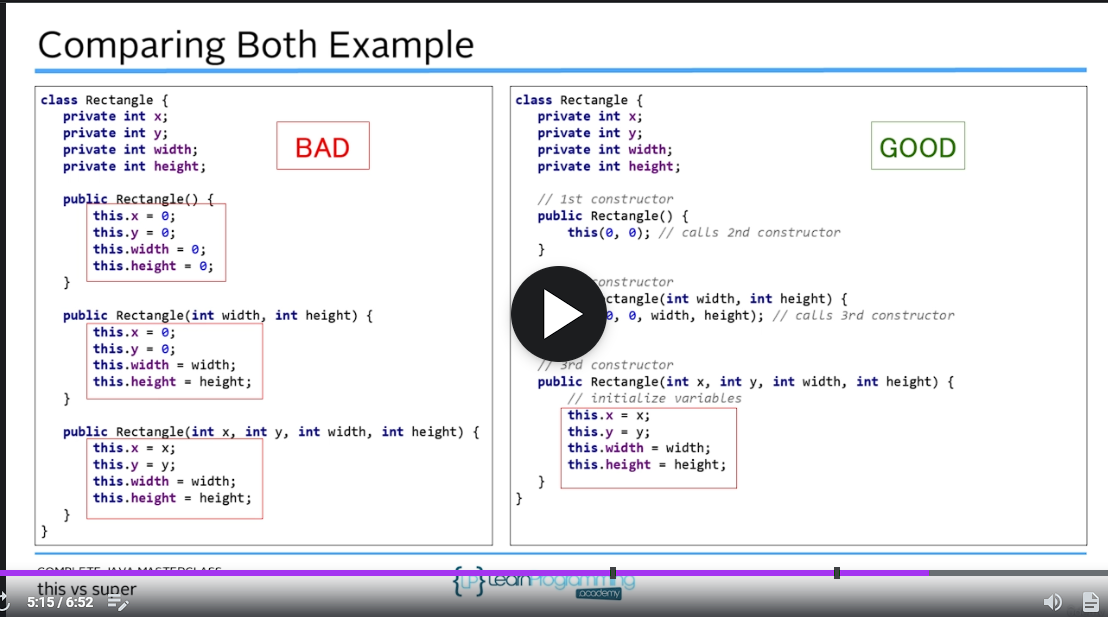 Comparing Both Example
class Rectangle {
private int x;
private int y;
private int width;
private int height;
BAD
public Rectangle() {
this.x = 0;
this.y = 0;
this.width = 0;
this.height = 0;
}
public Rectangle(int width, int height) {
this.x = 0;
this.y = 0;
this.width = width;
this.height = height;
}
public Rectangle(int x, int y, int width, int height) {
this.x = x;
this.y = y;
this.width = width;
this.height = height;
}
}
class Rectangle {
private int x;
private int y;
private int width;
private int height;
GOOD
// 1st constructor
public Rectangle() {
this(0, 0); // calls 2nd constructor
}
onstructor
ctangle(int width, int height) {
0, 0, width, height); // calls 3rd constructor
// 3rd constructor
public Rectangle(int x, int y, int width, int height) {
// initialize variables
this.x = x;
this.y = y;
this.width = width;
this.height = height;
}
}
COMPLETE JAVA MASTERCLASS
this vs super
{LP} LearnProgramming
.academy
5:15 / 6:52